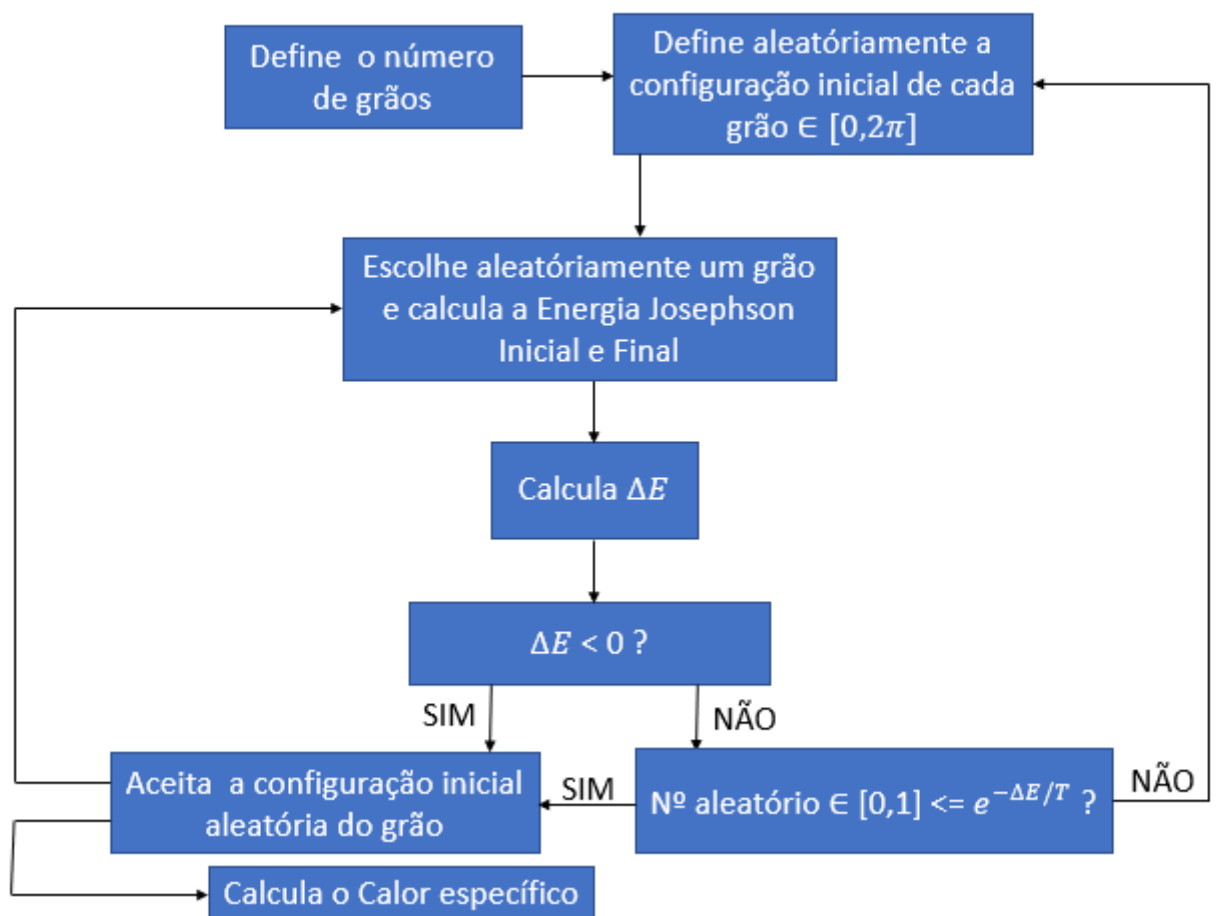 Define o número
de grãos
Define aleatóriamente a
configuração inicial de cada
grão ∈ [0,2π]
Escolhe aleatóriamente um grão
e calcula a Energia Josephson
Inicial e Final
Calcula ΔE
ΔE < 0 ?
SIM
NÃO
Aceita a configuração inicial
aleatória do grão
SIM
Nº aleatório ∈ [0,1] <= e^{−ΔE/T} ?
NÃO
Calcula o Calor específico